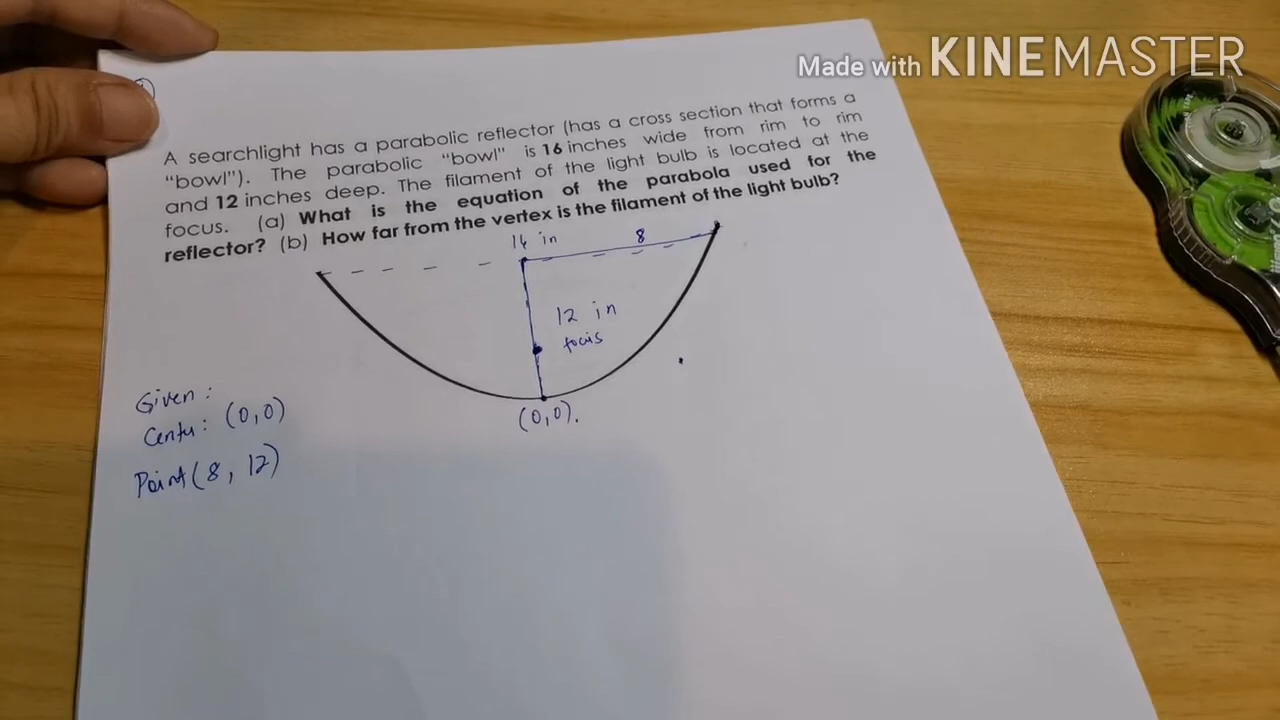 Made with KINEMASTER
A searchlight has a parabolic reflector (has a cross section that forms a
"bowl"). The parabolic "bowl" is 16 inches wide from rim to rim
and 12 inches deep. The filament of the light bulb is located at the
focus. (a) What is the equation of the parabola used for the
reflector? (b) How far from the vertex is the filament of the light bulb?
16 in 8
12 in
focus
Given:
(0,0)
(0,0).
Point (8, 12)